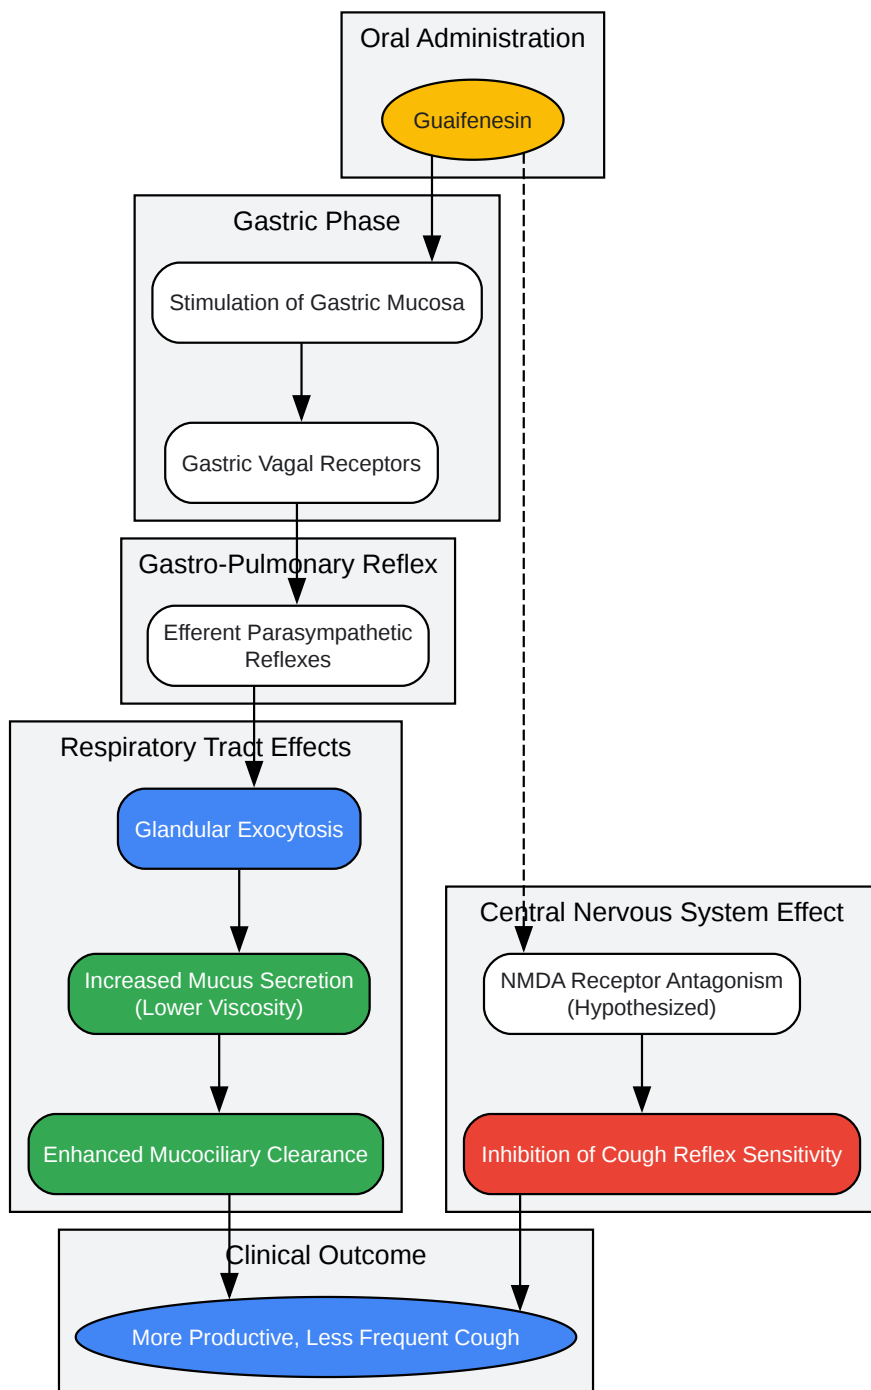 Oral Administration
Guaifenesin
Gastric Phase
Stimulation of Gastric Mucosa
Gastric Vagal Receptors
Gastro-Pulmonary Reflex
Efferent Parasympathetic
Reflexes
Respiratory Tract Effects
Glandular Exocytosis
Increased Mucus Secretion
(Lower Viscosity)
Enhanced Mucociliary Clearance
Central Nervous System Effect
NMDA Receptor Antagonism
(Hypothesized)
Inhibition of Cough Reflex Sensitivity
Clinical Outcome
More Productive, Less Frequent Cough